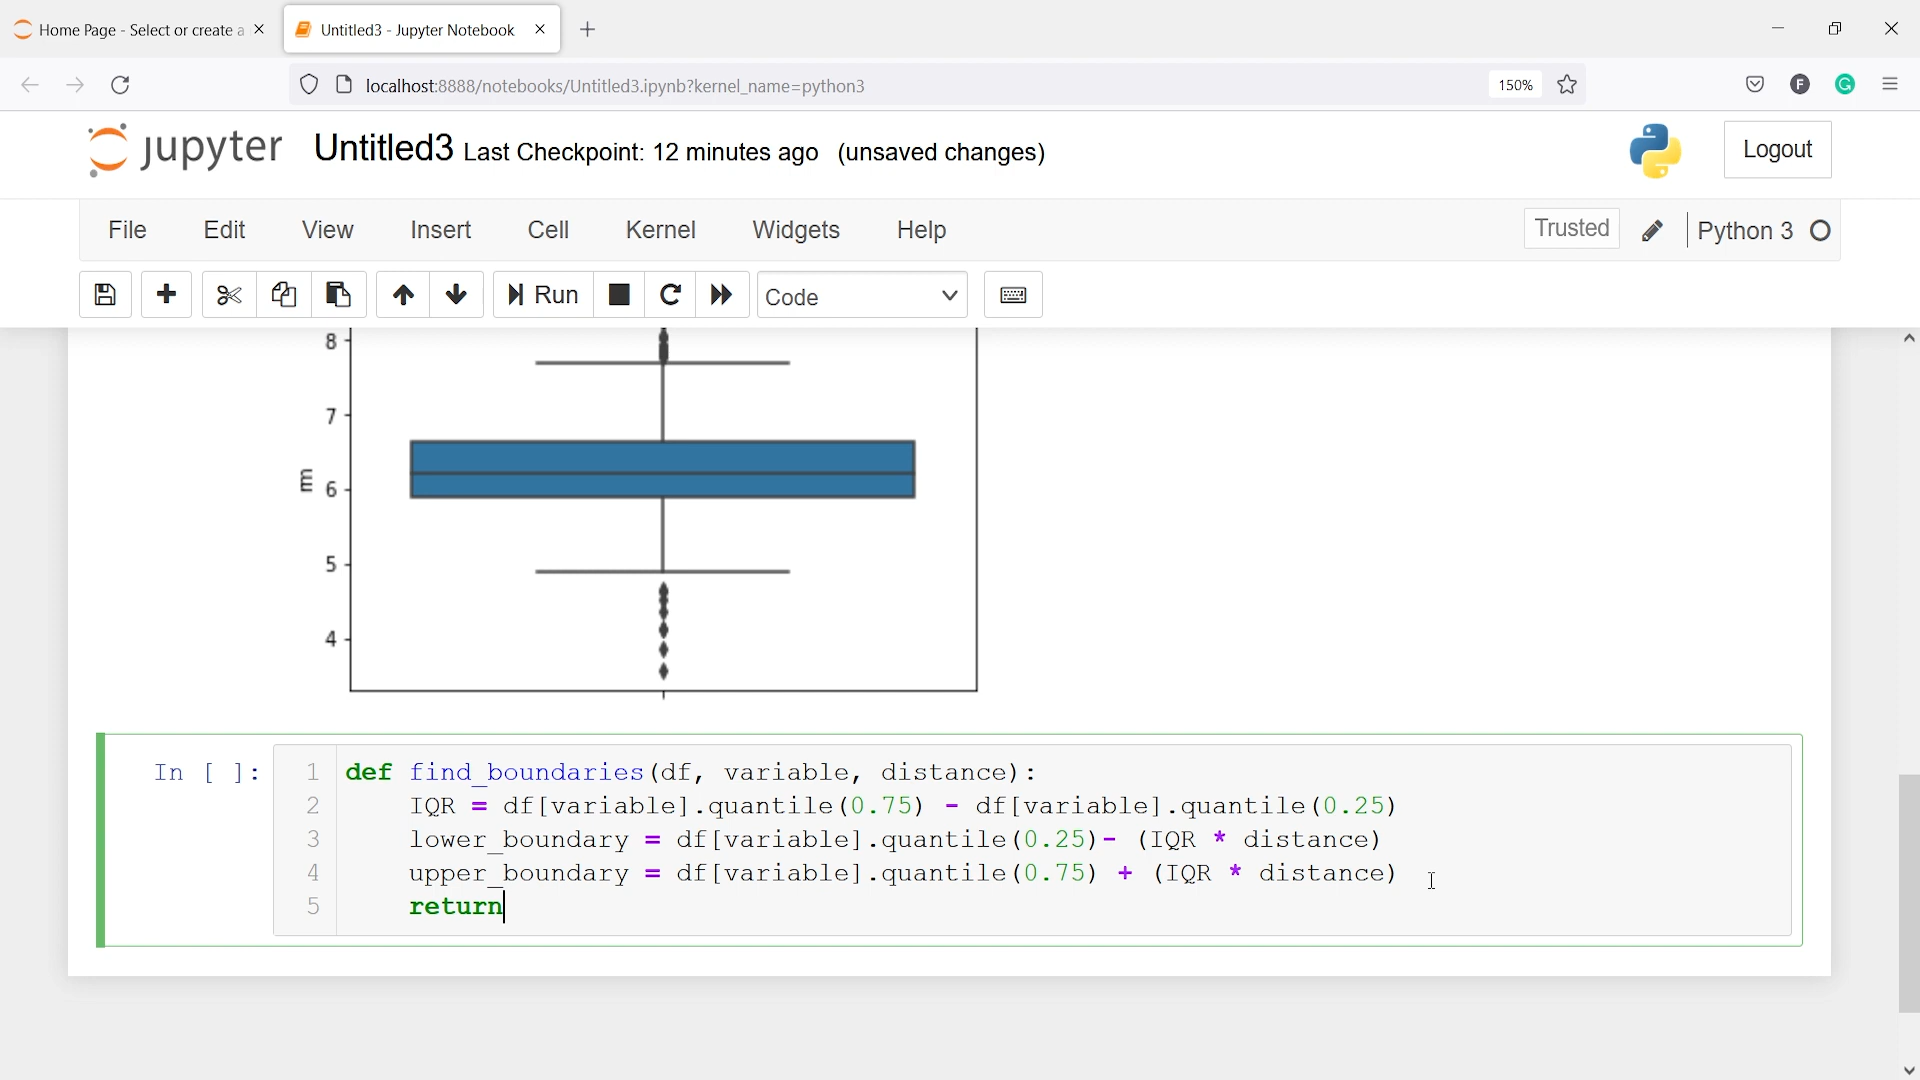 Home Page - Select or create a
Untitled3 - Jupyter Notebook
localhost:8888/notebooks/Untitled3.ipynb?kernel_name=python3
150%
F
G
jupyter Untitled3 Last Checkpoint: 12 minutes ago (unsaved changes)
Logout
File Edit View Insert Cell Kernel Widgets Help
Trusted
Python 3
Run
Code
8
7
6
5
4
rm
In [ ]:
1 def find_boundaries(df, variable, distance):
2 IQR = df[variable].quantile(0.75) - df[variable].quantile(0.25)
3 lower_boundary = df[variable].quantile(0.25)- (IQR * distance)
4 upper_boundary = df[variable].quantile(0.75) + (IQR * distance)
5 return